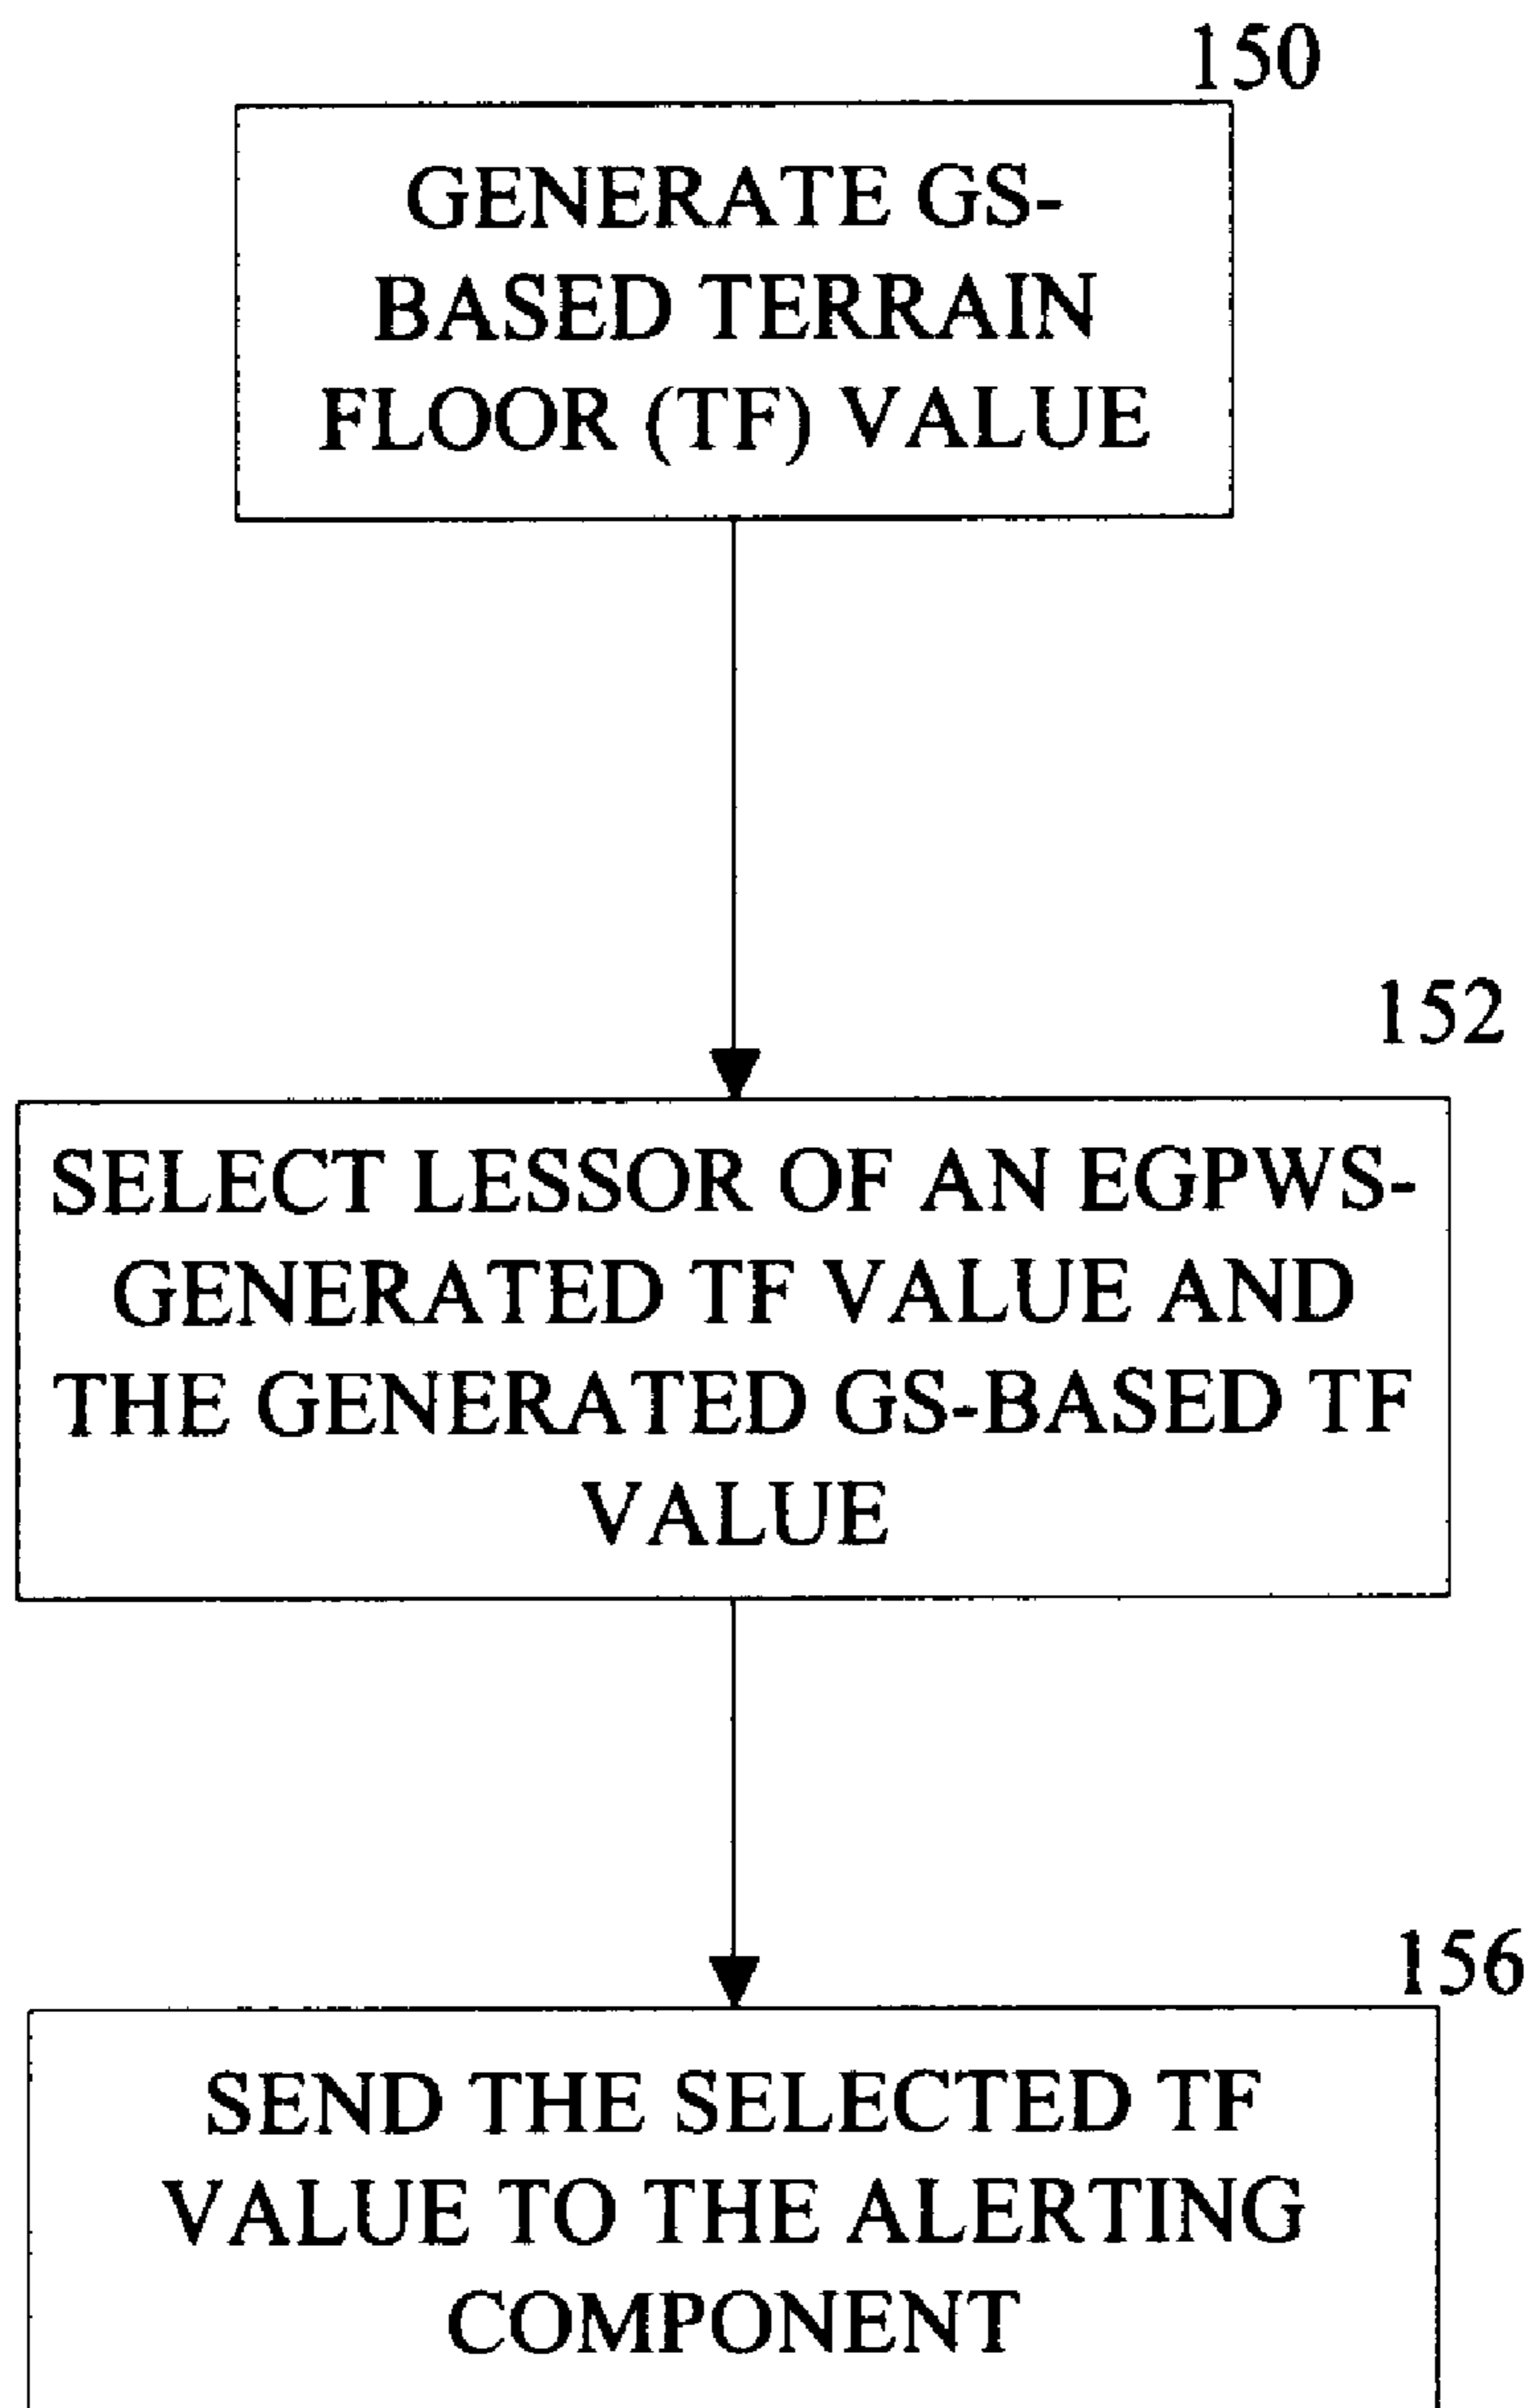 150
GENERATE GS-
BASED TERRAIN
FLOOR (TF) VALUE
152
SELECT LESSOR OF AN EGPWS-
GENERATED TF VALUE AND
THE GENERATED GS-BASED TF
VALUE
156
SEND THE SELECTED TF
VALUE TO THE ALERTING
COMPONENT